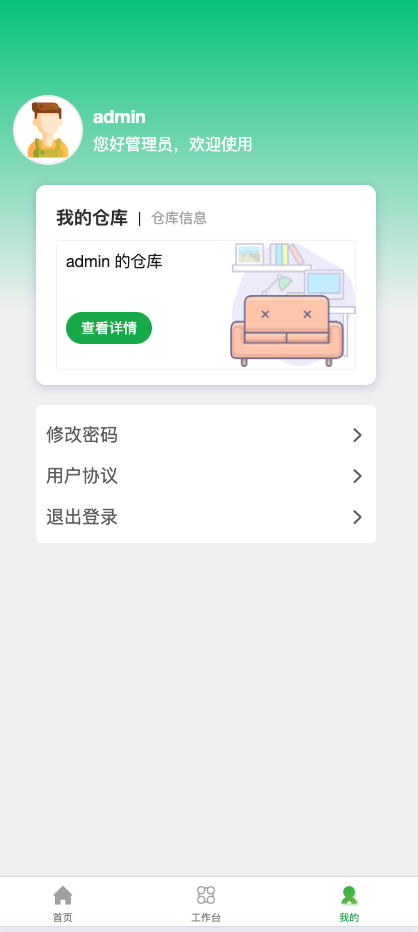 admin
您好管理员，欢迎使用
我的仓库 | 仓库信息
admin 的仓库
查看详情
修改密码
用户协议
退出登录
首页 工作台 我的